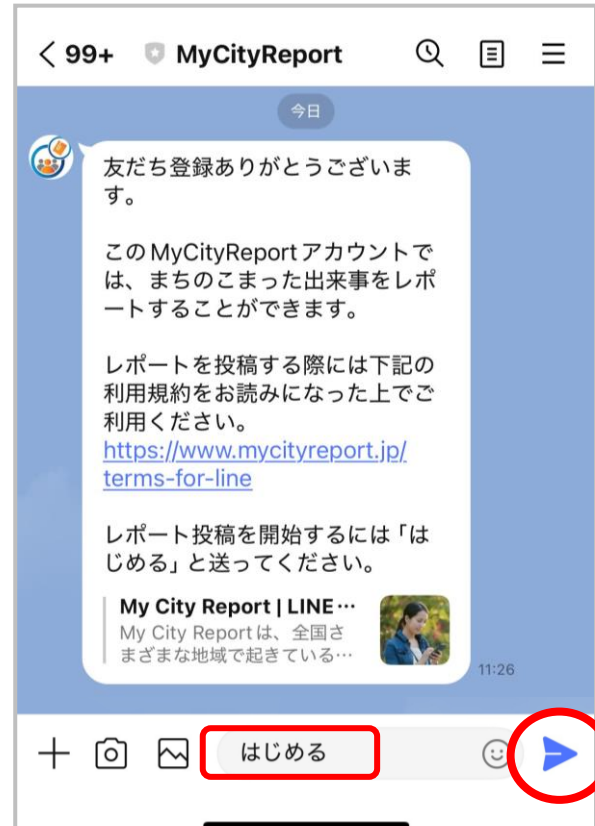 99+ MyCityReport
今日
友だち登録ありがとうございま
す。
このMyCityReportアカウントで
は、まちのこまった出来事をレポ
ートすることができます。
レポートを投稿する際には下記の
利用規約をお読みになった上でご
利用ください。
https://www.mycityreport.jp/
terms-for-line
レポート投稿を開始するには「は
じめる」と送ってください。
My City Report | LINE…
My City Reportは、全国さ
まざまな地域で起きている…
11:26
はじめる